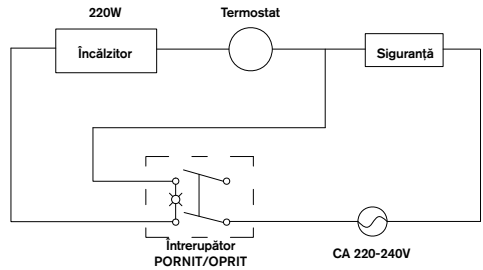 220W
Termostat
Încălzitor
Siguranță
Întrerupător
PORNIT/OPRIT
CA 220-240V